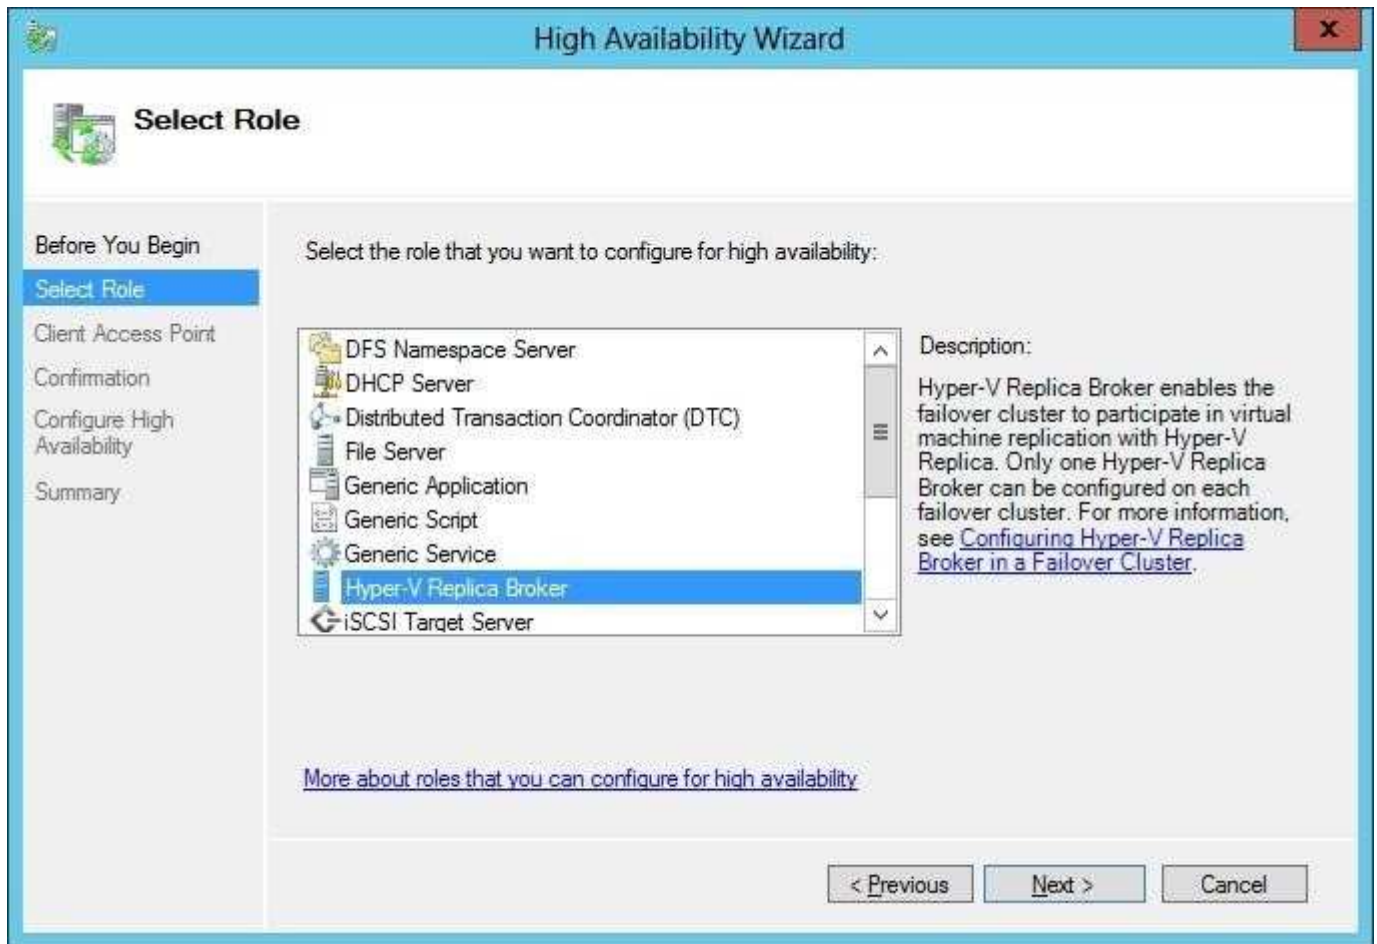 High Availability Wizard
x
Select Role
Before You Begin
Select Role
Client Access Point
Confirmation
Configure High
Availability
Summary
Select the role that you want to configure for high availability:
DFS Namespace Server
DHCP Server
Distributed Transaction Coordinator (DTC)
File Server
Generic Application
Generic Script
Generic Service
Hyper-V Replica Broker
iSCSI Target Server
Description:
Hyper-V Replica Broker enables the
failover cluster to participate in virtual
machine replication with Hyper-V
Replica. Only one Hyper-V Replica
Broker can be configured on each
failover cluster. For more information,
see Configuring Hyper-V Replica
Broker in a Failover Cluster.
More about roles that you can configure for high availability
< Previous
Next >
Cancel